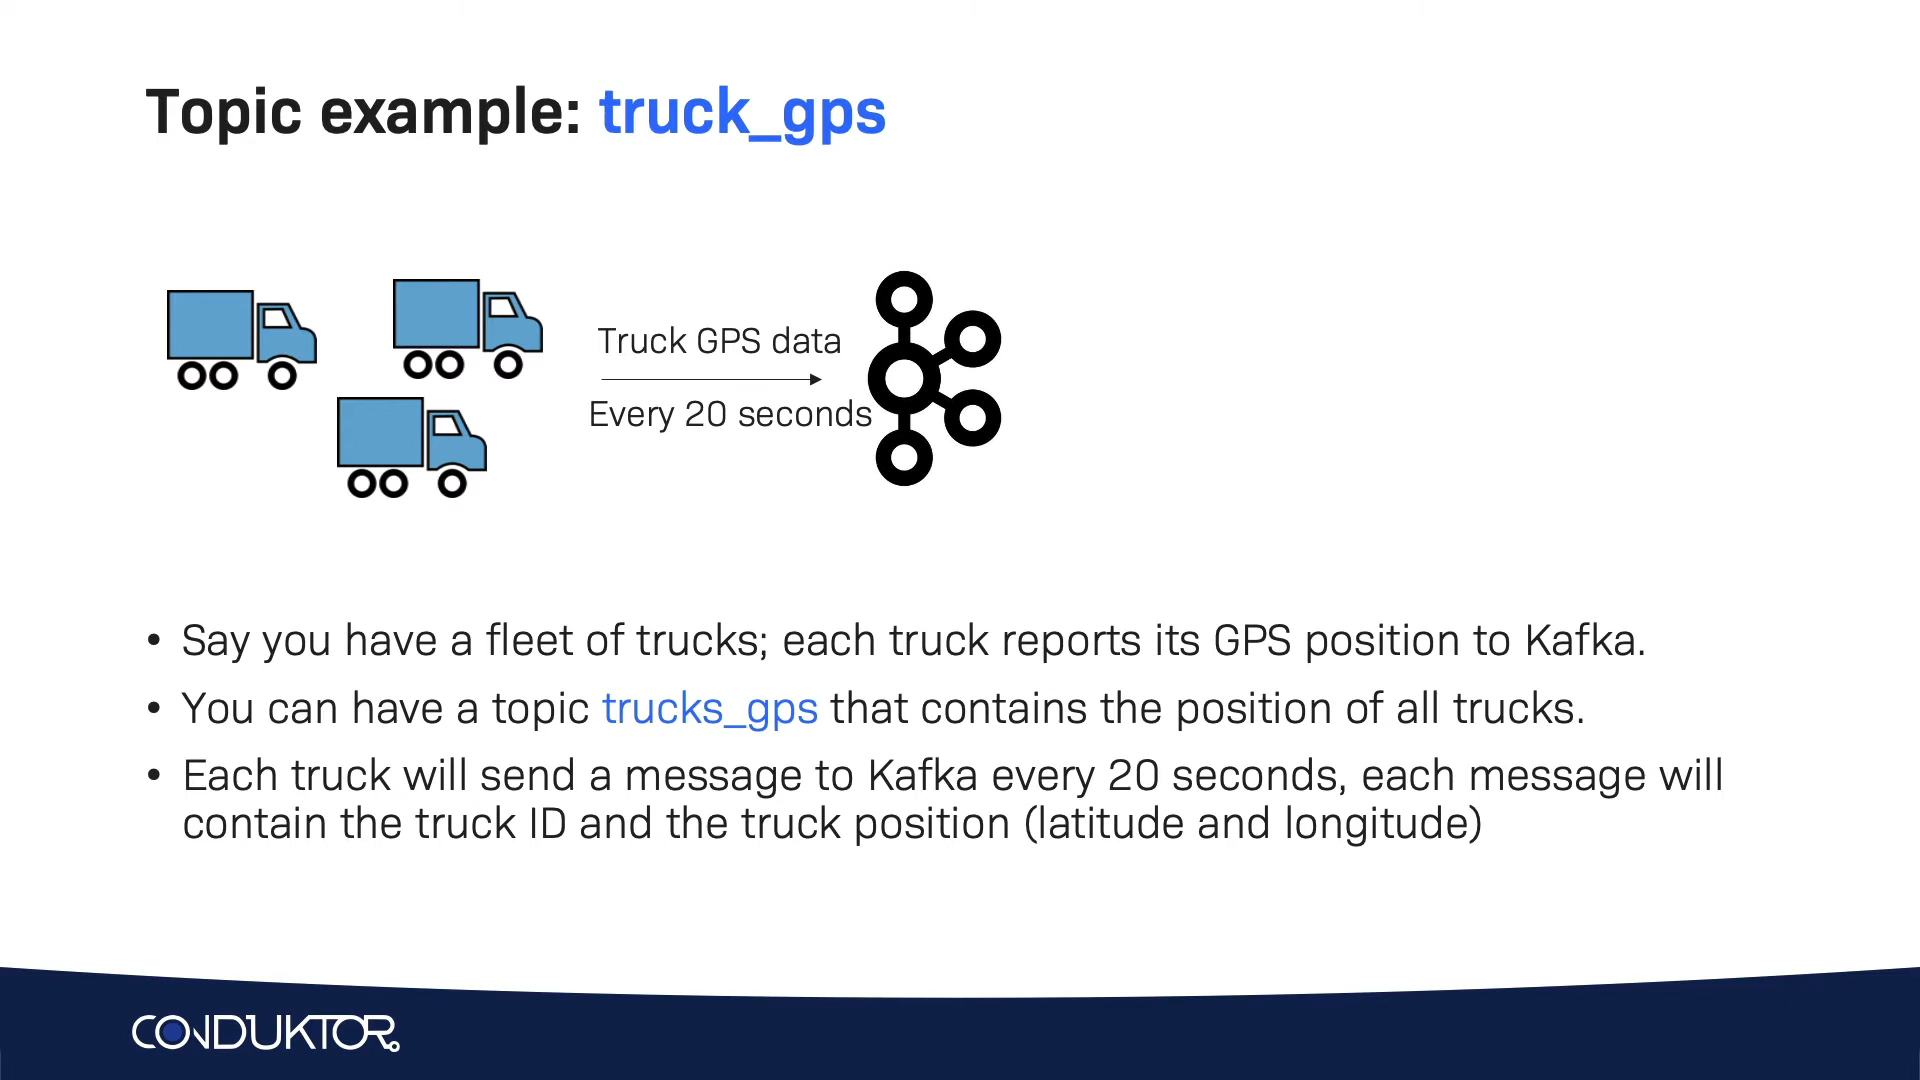 Topic example: truck_gps
Truck GPS data
Every 20 seconds
• Say you have a fleet of trucks; each truck reports its GPS position to Kafka.
• You can have a topic trucks_gps that contains the position of all trucks.
• Each truck will send a message to Kafka every 20 seconds, each message will
contain the truck ID and the truck position (latitude and longitude)
CONDUKTOR